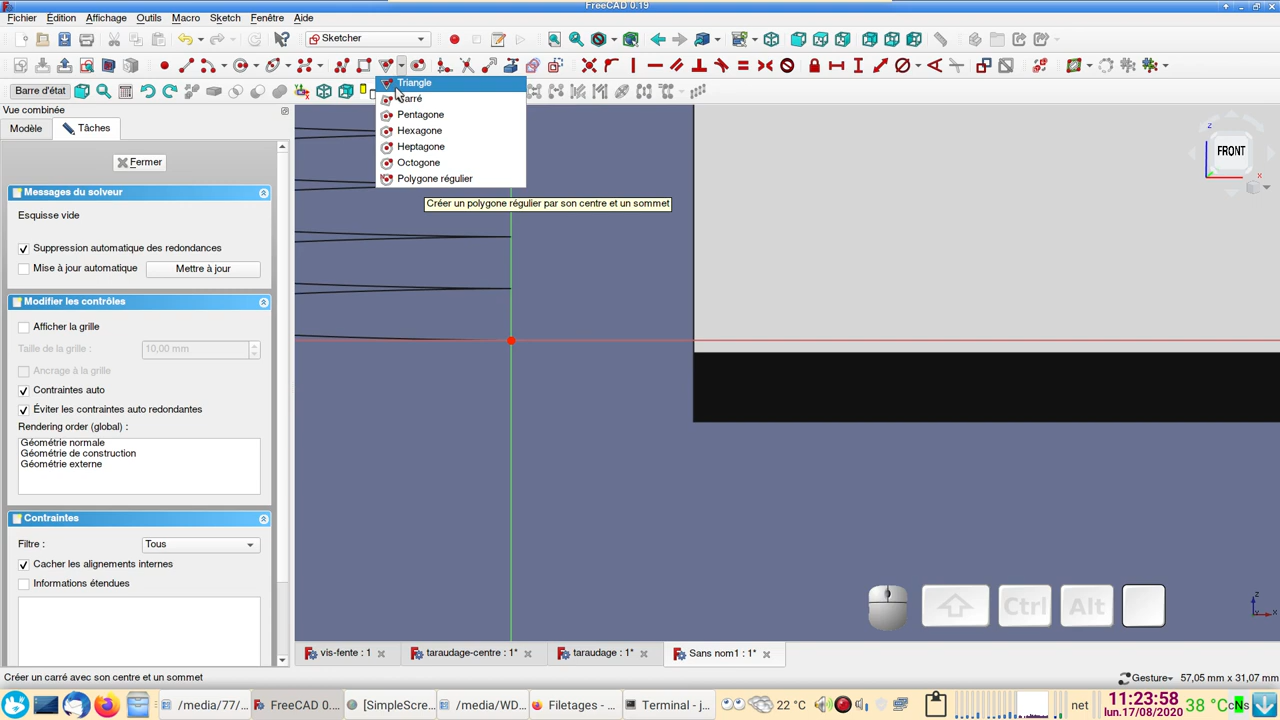 FreeCAD 0.19
Fichier Édition Affichage Outils Macro Sketch Fenêtre Aide
Sketcher
Barre d'état
Triangle
Carré
Pentagone
Hexagone
Heptagone
Octogone
Polygone régulier
Créer un polygone régulier par son centre et un sommet
Vue combinée
Modèle Tâches
Fermer
Messages du solveur
Esquisse vide
Suppression automatique des redondances
Mise à jour automatique Mettre à jour
Modifier les contrôles
Afficher la grille
Taille de la grille : 10,00 mm
Ancrage à la grille
Contraintes auto
Éviter les contraintes auto redondantes
Rendering order (global) :
Géométrie normale
Géométrie de construction
Géométrie externe
Contraintes
Filtre : Tous
Cacher les alignements internes
Informations étendues
z
FRONT
x
Ctrl Alt
z
x
vis-fente : 1 taraudage-centre : 1* taraudage : 1* Sans nom1 : 1*
Créer un carré avec son centre et un sommet
Gesture 57,05 mm x 31,07 mm
/media/77/... FreeCAD 0.... [SimpleScre... /media/WD... Filetages - ... Terminal - j... 22 °C net 11:23:58 38 °C
lun.17/08/2020